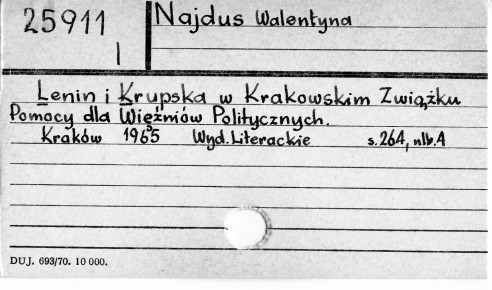 25911 Najdus Walentyna
I
Lenin i Krupska w Krakowskim Związku
Pomocy dla Więźniów Politycznych.
Kraków 1965 Wyd. Literackie s. 264, nlb. 4
DUJ. 693/70. 10 000.